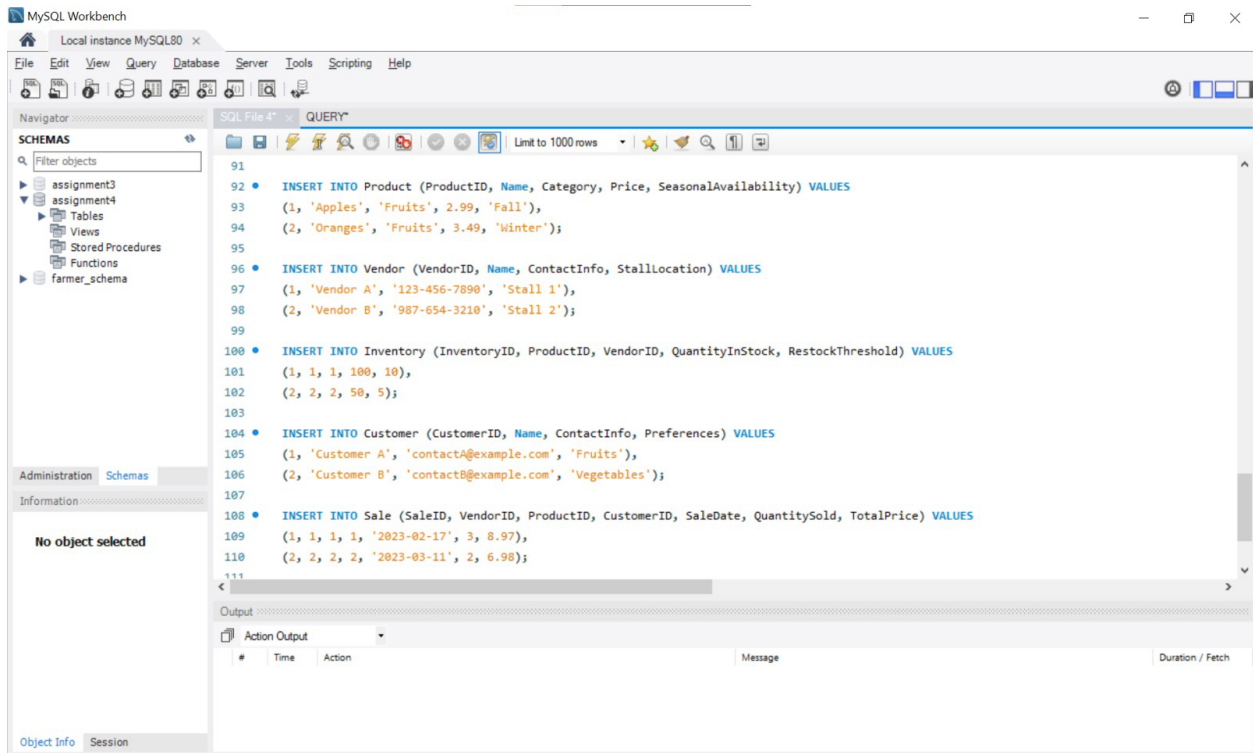 MySQL Workbench
Local instance MySQL80
File Edit View Query Database Server Tools Scripting Help
Navigator
SCHEMAS
Filter objects
assignment3
assignment4
Tables
Views
Stored Procedures
Functions
farmer_schema
Administration Schemas
Information
No object selected
Object Info Session
SQL File 4* QUERY*
Limit to 1000 rows
91
92 INSERT INTO Product (ProductID, Name, Category, Price, SeasonalAvailability) VALUES
93 (1, 'Apples', 'Fruits', 2.99, 'Fall'),
94 (2, 'Oranges', 'Fruits', 3.49, 'Winter');
95
96 INSERT INTO Vendor (VendorID, Name, ContactInfo, StallLocation) VALUES
97 (1, 'Vendor A', '123-456-7890', 'Stall 1'),
98 (2, 'Vendor B', '987-654-3210', 'Stall 2');
99
100 INSERT INTO Inventory (InventoryID, ProductID, VendorID, QuantityInStock, RestockThreshold) VALUES
101 (1, 1, 1, 100, 10),
102 (2, 2, 2, 50, 5);
103
104 INSERT INTO Customer (CustomerID, Name, ContactInfo, Preferences) VALUES
105 (1, 'Customer A', 'contactA@example.com', 'Fruits'),
106 (2, 'Customer B', 'contactB@example.com', 'Vegetables');
107
108 INSERT INTO Sale (SaleID, VendorID, ProductID, CustomerID, SaleDate, QuantitySold, TotalPrice) VALUES
109 (1, 1, 1, 1, '2023-02-17', 3, 8.97),
110 (2, 2, 2, 2, '2023-03-11', 2, 6.98);
111
Output
Action Output
# Time Action Message Duration / Fetch